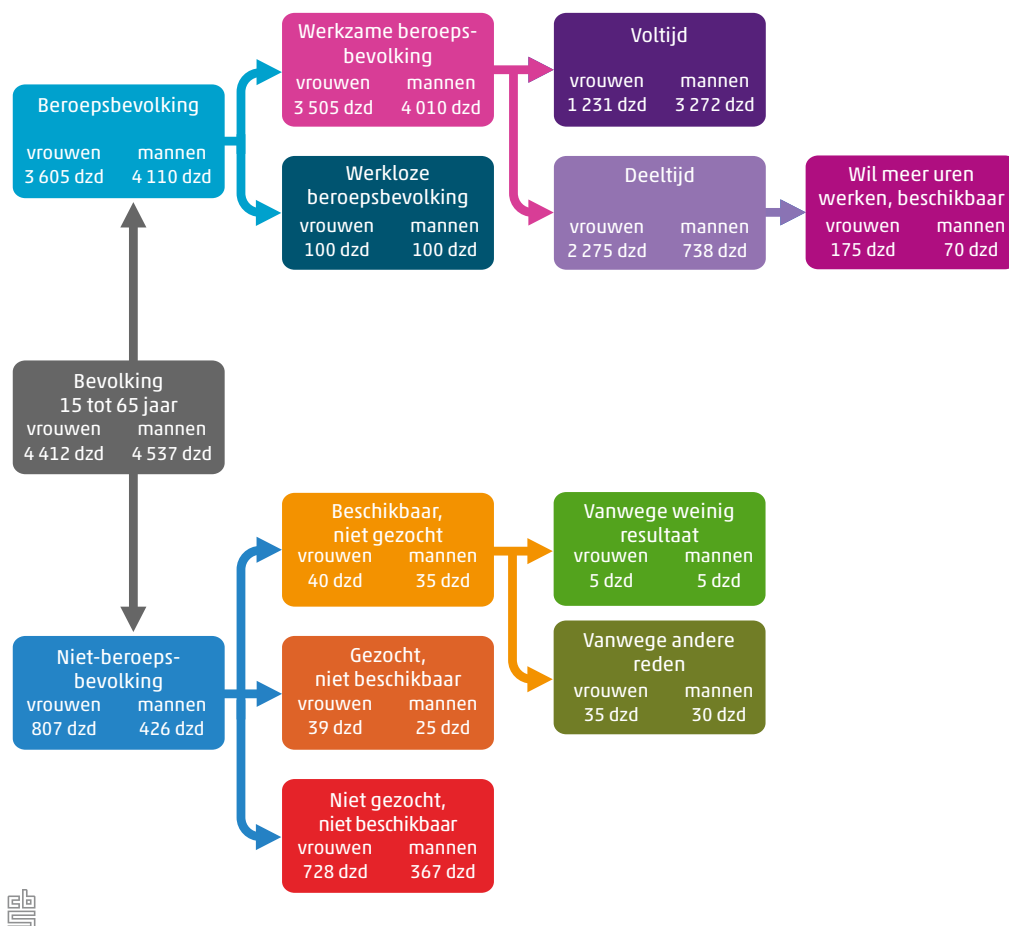 Werkzame beroeps-
bevolking
vrouwen mannen
3 505 dzd 4 010 dzd
Voltijd
vrouwen mannen
1 231 dzd 3 272 dzd
Beroepsbevolking
vrouwen mannen
3 605 dzd 4 110 dzd
Werkloze
beroepsbevolking
vrouwen mannen
100 dzd 100 dzd
Deeltijd
vrouwen mannen
2 275 dzd 738 dzd
Wil meer uren
werken, beschikbaar
vrouwen mannen
175 dzd 70 dzd
Bevolking
15 tot 65 jaar
vrouwen mannen
4 412 dzd 4 537 dzd
Beschikbaar,
niet gezocht
vrouwen mannen
40 dzd 35 dzd
Vanwege weinig
resultaat
vrouwen mannen
5 dzd 5 dzd
Niet-beroeps-
bevolking
vrouwen mannen
807 dzd 426 dzd
Gezocht,
niet beschikbaar
vrouwen mannen
39 dzd 25 dzd
Vanwege andere
reden
vrouwen mannen
35 dzd 30 dzd
Niet gezocht,
niet beschikbaar
vrouwen mannen
728 dzd 367 dzd